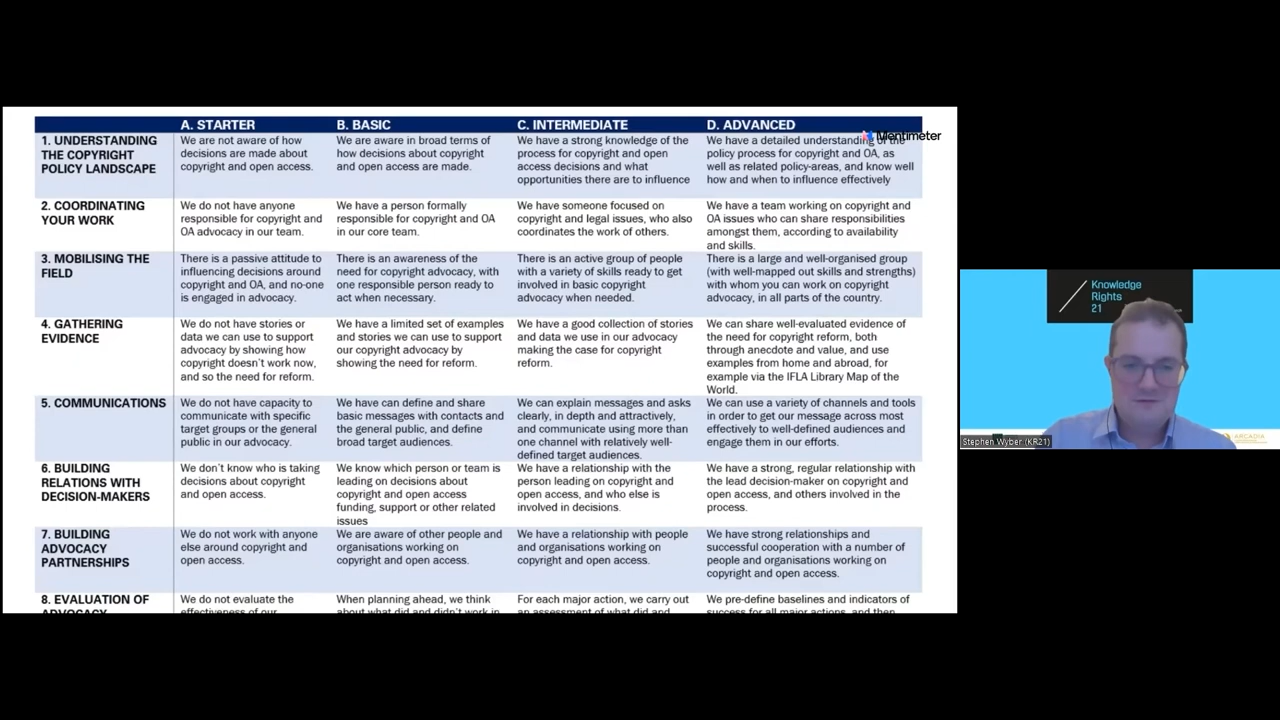 A. STARTER
B. BASIC
C. INTERMEDIATE
D. ADVANCED
Mentimeter
1. UNDERSTANDING
THE COPYRIGHT
POLICY LANDSCAPE
We are not aware of how
decisions are made about
copyright and open access.
We are aware in broad terms of
how decisions about copyright
and open access are made.
We have a strong knowledge of the
process for copyright and open
access decisions and what
opportunities there are to influence
We have a detailed understanding of the
policy process for copyright and OA, as
well as related policy-areas, and know well
how and when to influence effectively
2. COORDINATING
YOUR WORK
We do not have anyone
responsible for copyright and
OA advocacy in our team.
We have a person formally
responsible for copyright and OA
in our core team.
We have someone focused on
copyright and legal issues, who also
coordinates the work of others.
We have a team working on copyright and
OA issues who can share responsibilities
amongst them, according to availability
and skills.
3. MOBILISING THE
FIELD
There is a passive attitude to
influencing decisions around
copyright and OA, and no-one
is engaged in advocacy.
There is an awareness of the
need for copyright advocacy, with
one responsible person ready to
act when necessary.
There is an active group of people
with a variety of skills ready to get
involved in basic copyright
advocacy when needed.
There is a large and well-organised group
(with well-mapped out skills and strengths)
with whom you can work on copyright
advocacy, in all parts of the country.
4. GATHERING
EVIDENCE
We do not have stories or
data we can use to support
advocacy by showing how
copyright doesn't work now,
and so the need for reform.
We have a limited set of examples
and stories we can use to support
our copyright advocacy by
showing the need for reform.
We have a good collection of stories
and data we use in our advocacy
making the case for copyright
reform.
We can share well-evaluated evidence of
the need for copyright reform, both
through anecdote and value, and use
examples from home and abroad, for
example via the IFLA Library Map of the
World.
5. COMMUNICATIONS
We do not have capacity to
communicate with specific
target groups or the general
public in our advocacy.
We have can define and share
basic messages with contacts and
the general public, and define
broad target audiences.
We can explain messages and asks
clearly, in depth and attractively,
and communicate using more than
one channel with relatively well-
defined target audiences.
We can use a variety of channels and tools
in order to get our message across most
effectively to well-defined audiences and
engage them in our efforts.
6. BUILDING
RELATIONS WITH
DECISION-MAKERS
We don't know who is taking
decisions about copyright
and open access.
We know which person or team is
leading on decisions about
copyright and open access
funding, support or other related
issues
We have a relationship with the
person leading on copyright and
open access, and who else is
involved in decisions.
We have a strong, regular relationship with
the lead decision-maker on copyright and
open access, and others involved in the
process.
7. BUILDING
ADVOCACY
PARTNERSHIPS
We do not work with anyone
else around copyright and
open access.
We are aware of other people and
organisations working on
copyright and open access.
We have a relationship with people
and organisations working on
copyright and open access.
We have strong relationships and
successful cooperation with a number of
people and organisations working on
copyright and open access.
8. EVALUATION OF
ADVOCACY
We do not evaluate the
effectiveness of our
When planning ahead, we think
about what did and didn't work in
For each major action, we carry out
an assessment of what did and
We pre-define baselines and indicators of
success for all major actions, and then
Knowledge
Rights
21
Stephen Wyber (KR21)
ARCADIA